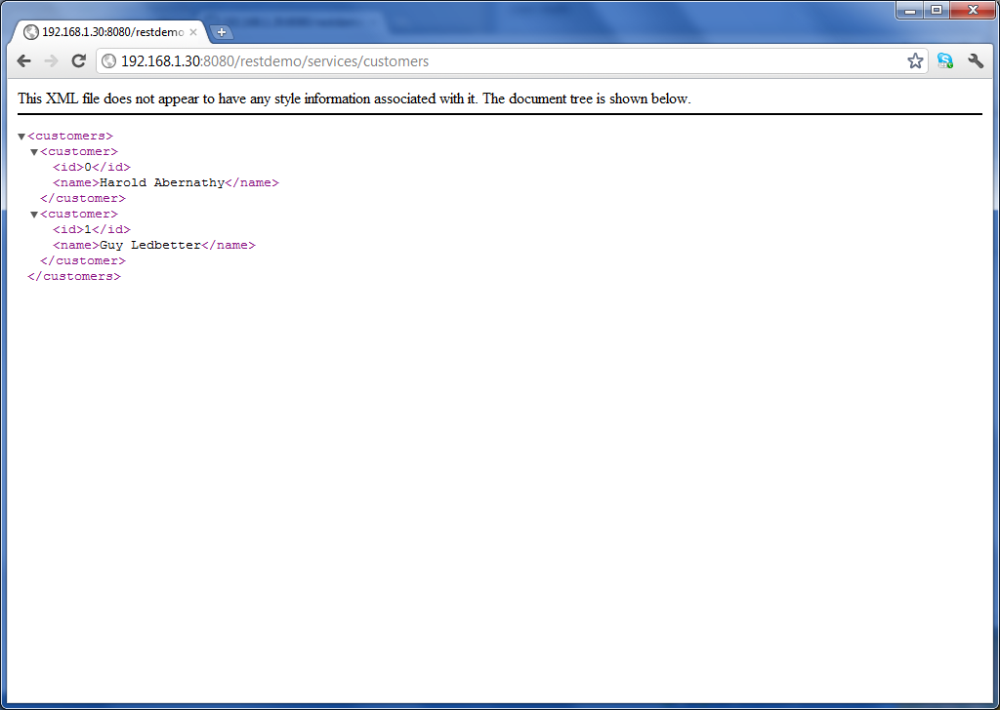 192.168.1.30:8080/restdemo
192.168.1.30:8080/restdemo/services/customers
This XML file does not appear to have any style information associated with it. The document tree is shown below.
▼<customers>
▼<customer>
<id>0</id>
<name>Harold Abernathy</name>
</customer>
▼<customer>
<id>1</id>
<name>Guy Ledbetter</name>
</customer>
</customers>